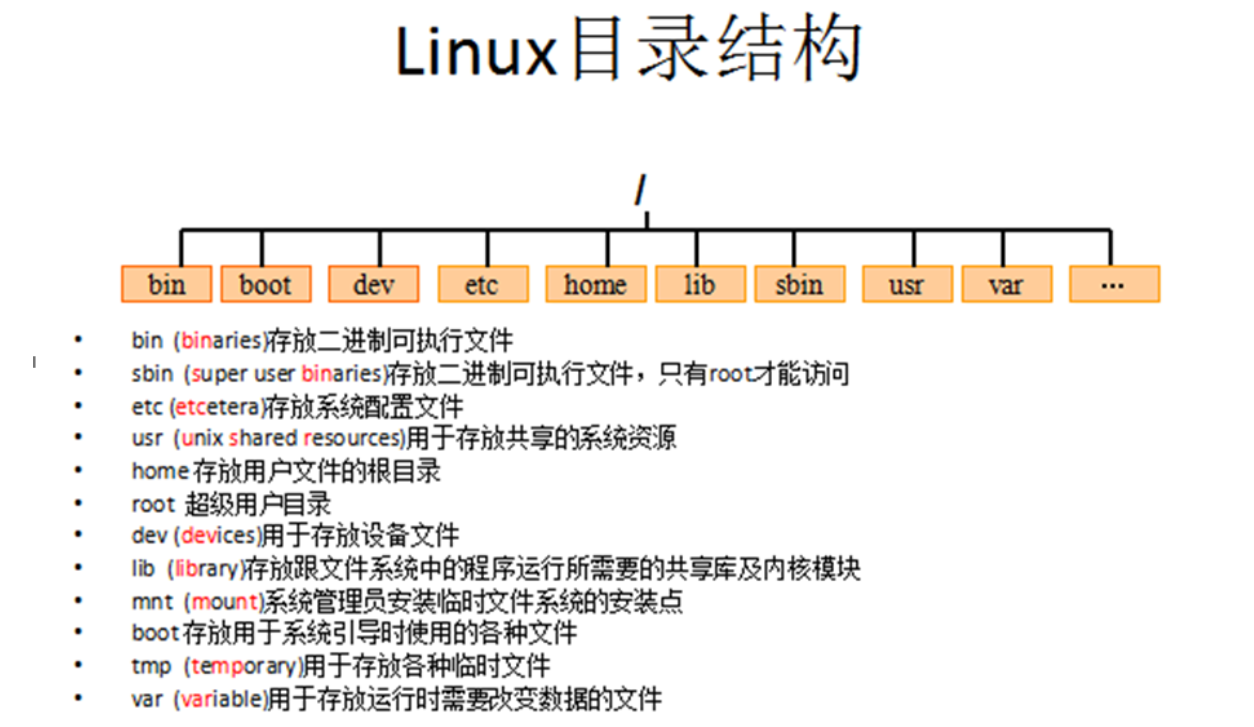 Linux目录结构
/
bin boot dev etc home lib sbin usr var ...
• bin (binaries)存放二进制可执行文件
• sbin (super user binaries)存放二进制可执行文件，只有root才能访问
• etc (etcetera)存放系统配置文件
• usr (unix shared resources)用于存放共享的系统资源
• home 存放用户文件的根目录
• root 超级用户目录
• dev (devices)用于存放设备文件
• lib (library)存放跟文件系统中的程序运行所需要的共享库及内核模块
• mnt (mount)系统管理员安装临时文件系统的安装点
• boot 存放用于系统引导时使用的各种文件
• tmp (temporary)用于存放各种临时文件
• var (variable)用于存放运行时需要改变数据的文件